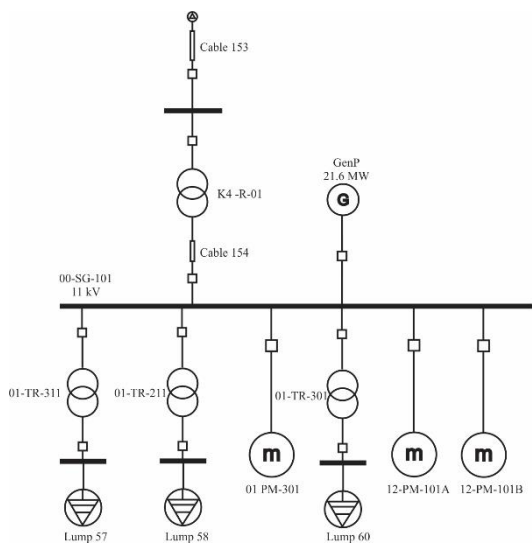 Cable 153
K4 -R-01
GenP
21.6 MW
G
Cable 154
00-SG-101
11 kV
01-TR-311
01-TR-211
01-TR-301
m
m
m
01 PM-301
12-PM-101A
12-PM-101B
Lump 57
Lump 58
Lump 60